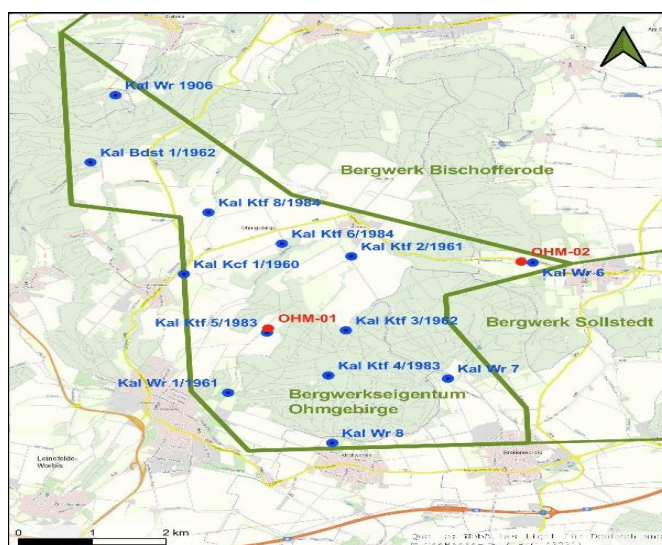 Kal Wr 1906
Kal Bdst 1/1962
Bergwerk Bischofferode
Kal Ktf 8/1984
Kal Ktf 6/1984
Kal Ktf 2/1961
OHM-02
Kal Kcf 1/1960
Kal Wr 6
OHM-01
Kal Ktf 5/1983
Kal Ktf 3/1962
Bergwerk Sollstedt
Kal Ktf 4/1983
Kal Wr 7
Kal Wr 1/1961
Bergwerkseigentum
Ohmgebirge
Kal Wr 8
Leinefelde-
Worbis
0 1 2 km